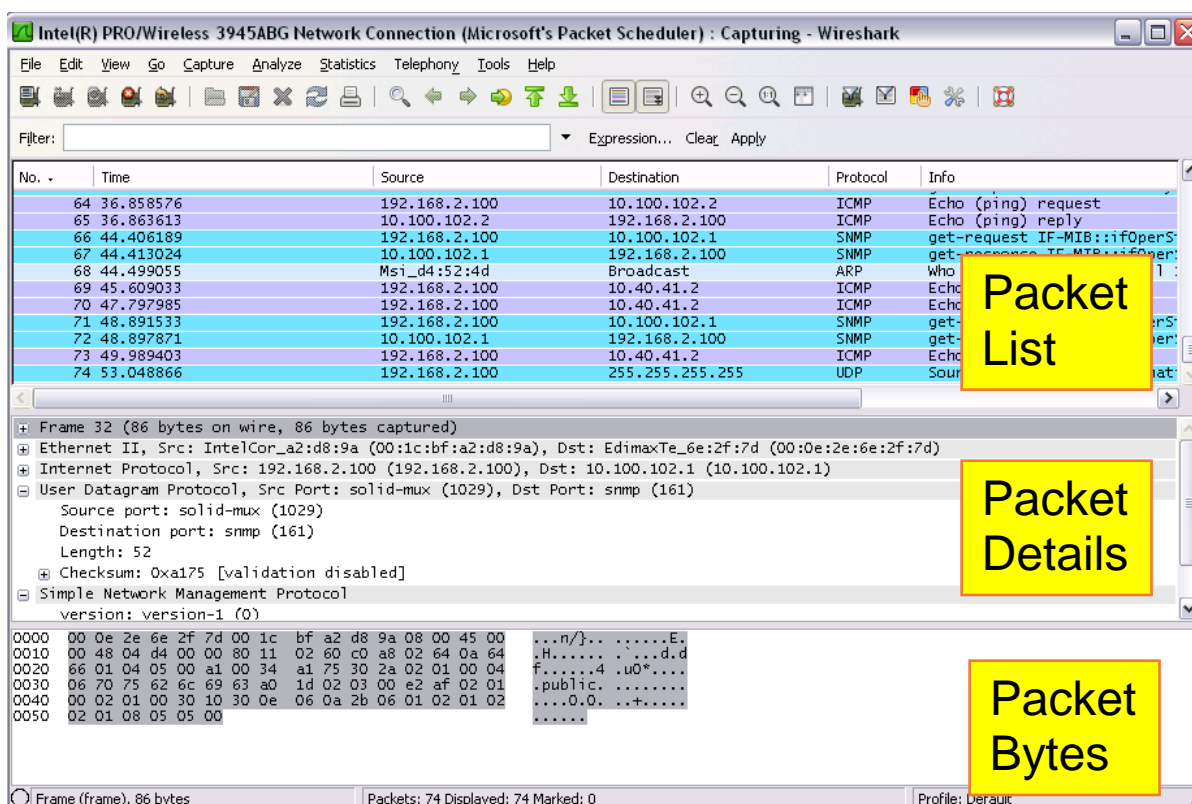 Intel(R) PRO/Wireless 3945ABG Network Connection (Microsoft's Packet Scheduler) : Capturing - Wireshark
File Edit View Go Capture Analyze Statistics Telephony Tools Help
Filter: Expression... Clear Apply
No. Time Source Destination Protocol Info
64 36.858576 192.168.2.100 10.100.102.2 ICMP Echo (ping) request
65 36.863613 10.100.102.2 192.168.2.100 ICMP Echo (ping) reply
66 44.406189 192.168.2.100 10.100.102.1 SNMP get-request IF-MIB::ifOperS
67 44.413024 10.100.102.1 192.168.2.100 SNMP get-response IF-MIB::ifOper
68 44.499055 Msi_d4:52:4d Broadcast ARP Who
69 45.609033 192.168.2.100 10.40.41.2 ICMP Echo
70 47.797985 192.168.2.100 10.40.41.2 ICMP Echo
71 48.891533 192.168.2.100 10.100.102.1 SNMP get-
72 48.897871 10.100.102.1 192.168.2.100 SNMP get-
73 49.989403 192.168.2.100 10.40.41.2 ICMP Echo
74 53.048866 192.168.2.100 255.255.255.255 UDP Sour
Packet
List
Frame 32 (86 bytes on wire, 86 bytes captured)
Ethernet II, Src: IntelCor_a2:d8:9a (00:1c:bf:a2:d8:9a), Dst: EdimaxTe_6e:2f:7d (00:0e:2e:6e:2f:7d)
Internet Protocol, Src: 192.168.2.100 (192.168.2.100), Dst: 10.100.102.1 (10.100.102.1)
User Datagram Protocol, Src Port: solid-mux (1029), Dst Port: snmp (161)
Source port: solid-mux (1029)
Destination port: snmp (161)
Length: 52
Checksum: 0xa175 [validation disabled]
Simple Network Management Protocol
version: version-1 (0)
Packet
Details
0000 00 0e 2e 6e 2f 7d 00 1c bf a2 d8 9a 08 00 45 00 ...n/}.. ......E.
0010 00 48 04 d4 00 00 80 11 02 60 c0 a8 02 64 0a 64 .H...... .`...d.d
0020 66 01 04 05 00 a1 00 34 a1 75 30 2a 02 01 00 04 f......4 .u0*....
0030 06 70 75 62 6c 69 63 a0 1d 02 03 00 e2 af 02 01 .public. ........
0040 00 02 01 00 30 10 30 0e 06 0a 2b 06 01 02 01 02 ....0.0. ..+.....
0050 02 01 08 05 05 00 ......
Packet
Bytes
Frame (frame), 86 bytes Packets: 74 Displayed: 74 Marked: 0 Profile: Default